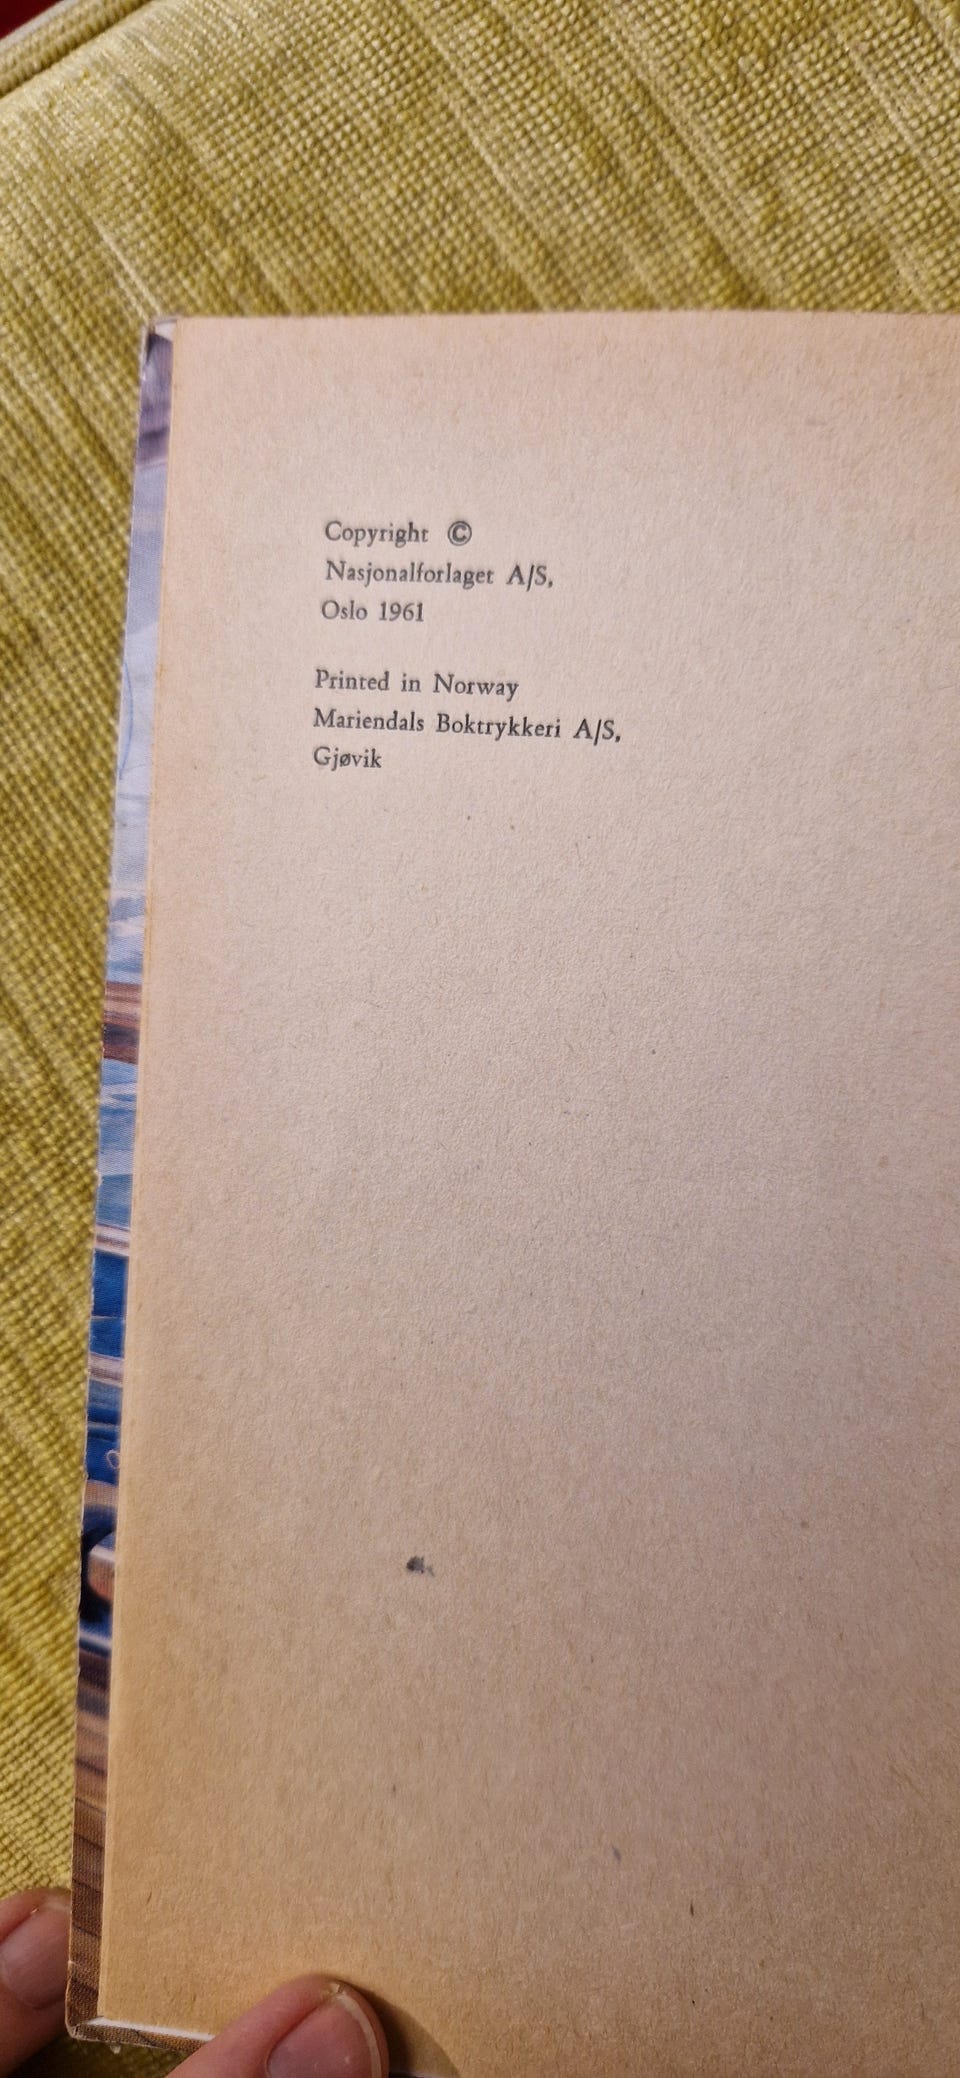 Copyright ©
Nasjonalforlaget A/S,
Oslo 1961
Printed in Norway
Mariendals Boktrykkeri A/S,
Gjøvik